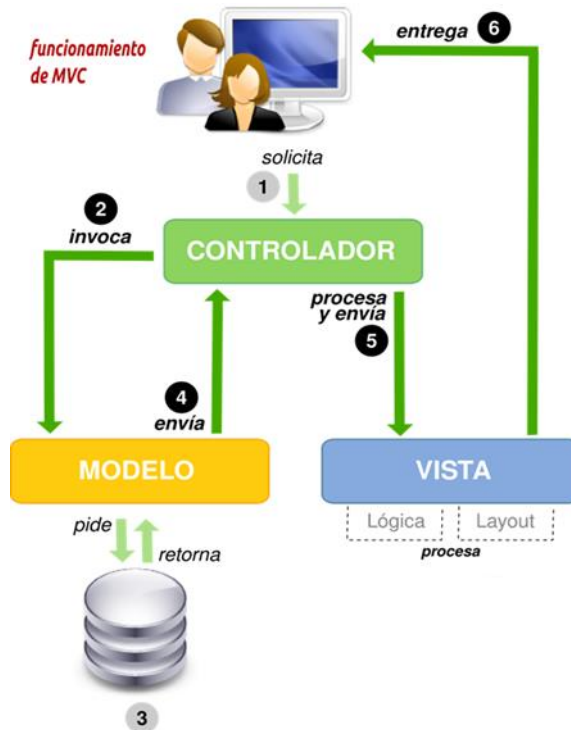 funcionamiento
de MVC
entrega 6
solicita
1
2
invoca
CONTROLADOR
procesa
y envía
5
4
envía
MODELO
VISTA
Lógica
Layout
procesa
pide
retorna
3